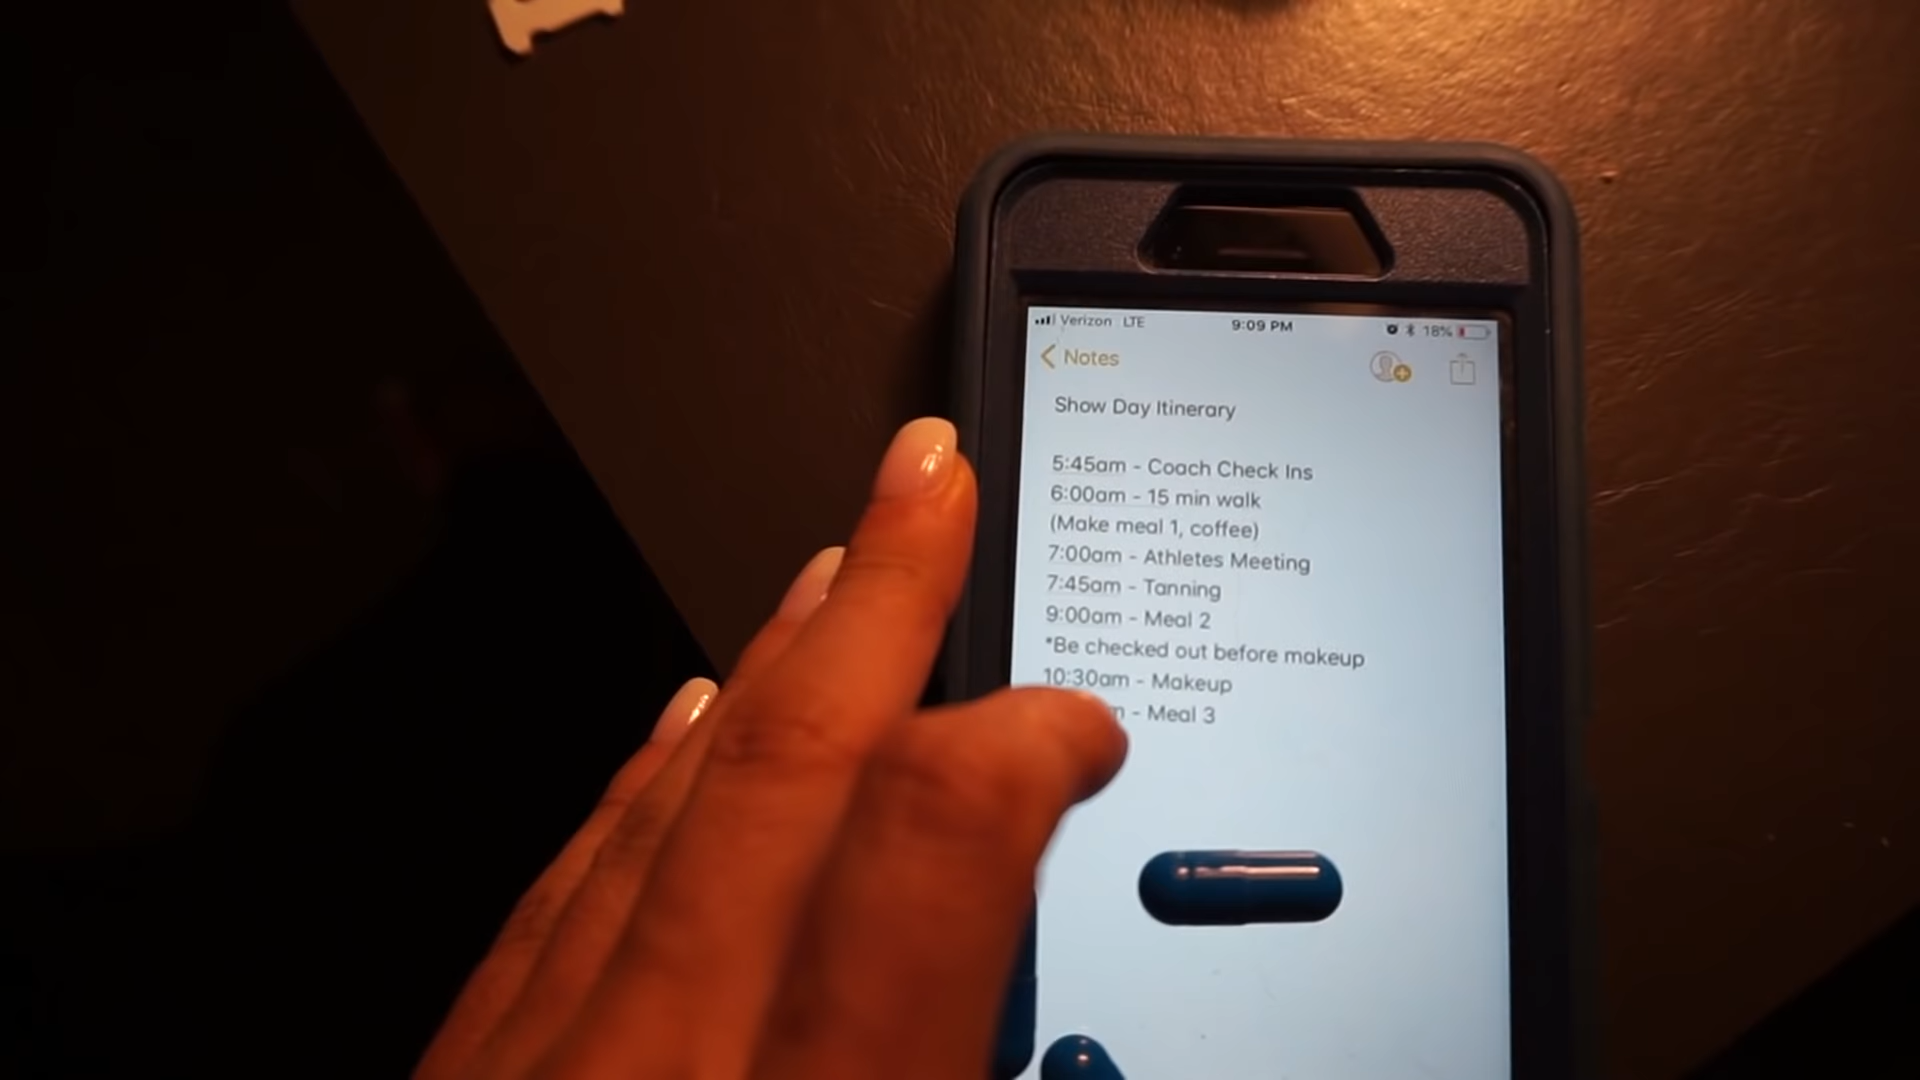 Verizon LTE 9:09 PM 18%
Notes
Show Day Itinerary
5:45am - Coach Check Ins
6:00am - 15 min walk
(Make meal 1, coffee)
7:00am - Athletes Meeting
7:45am - Tanning
9:00am - Meal 2
*Be checked out before makeup
10:30am - Makeup
- Meal 3